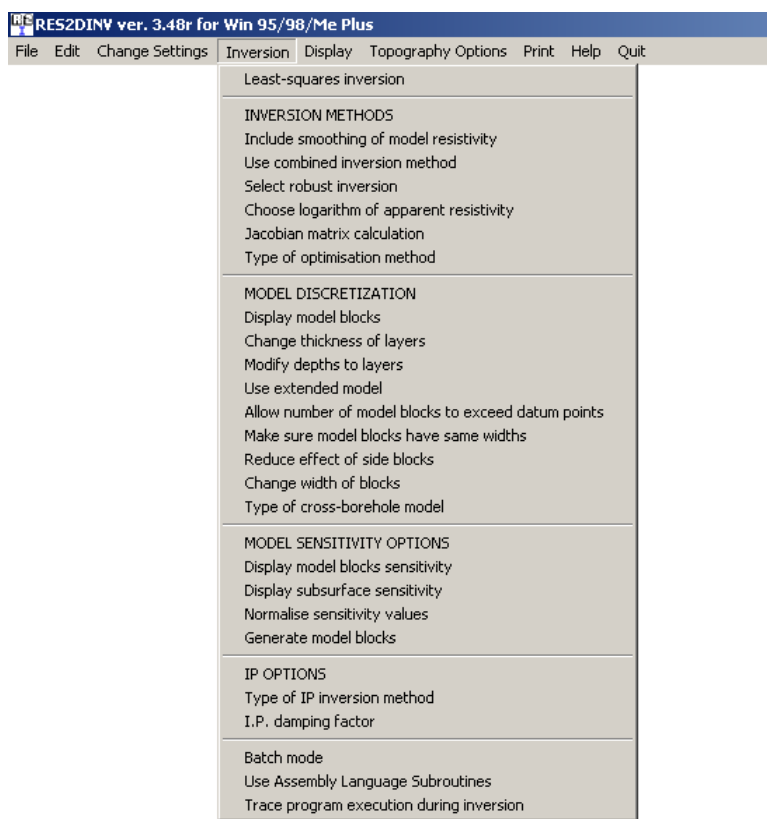 RES2DINV ver. 3.48r for Win 95/98/Me Plus
File Edit Change Settings Inversion Display Topography Options Print Help Quit
Least-squares inversion
INVERSION METHODS
Include smoothing of model resistivity
Use combined inversion method
Select robust inversion
Choose logarithm of apparent resistivity
Jacobian matrix calculation
Type of optimisation method
MODEL DISCRETIZATION
Display model blocks
Change thickness of layers
Modify depths to layers
Use extended model
Allow number of model blocks to exceed datum points
Make sure model blocks have same widths
Reduce effect of side blocks
Change width of blocks
Type of cross-borehole model
MODEL SENSITIVITY OPTIONS
Display model blocks sensitivity
Display subsurface sensitivity
Normalise sensitivity values
Generate model blocks
IP OPTIONS
Type of IP inversion method
I.P. damping factor
Batch mode
Use Assembly Language Subroutines
Trace program execution during inversion